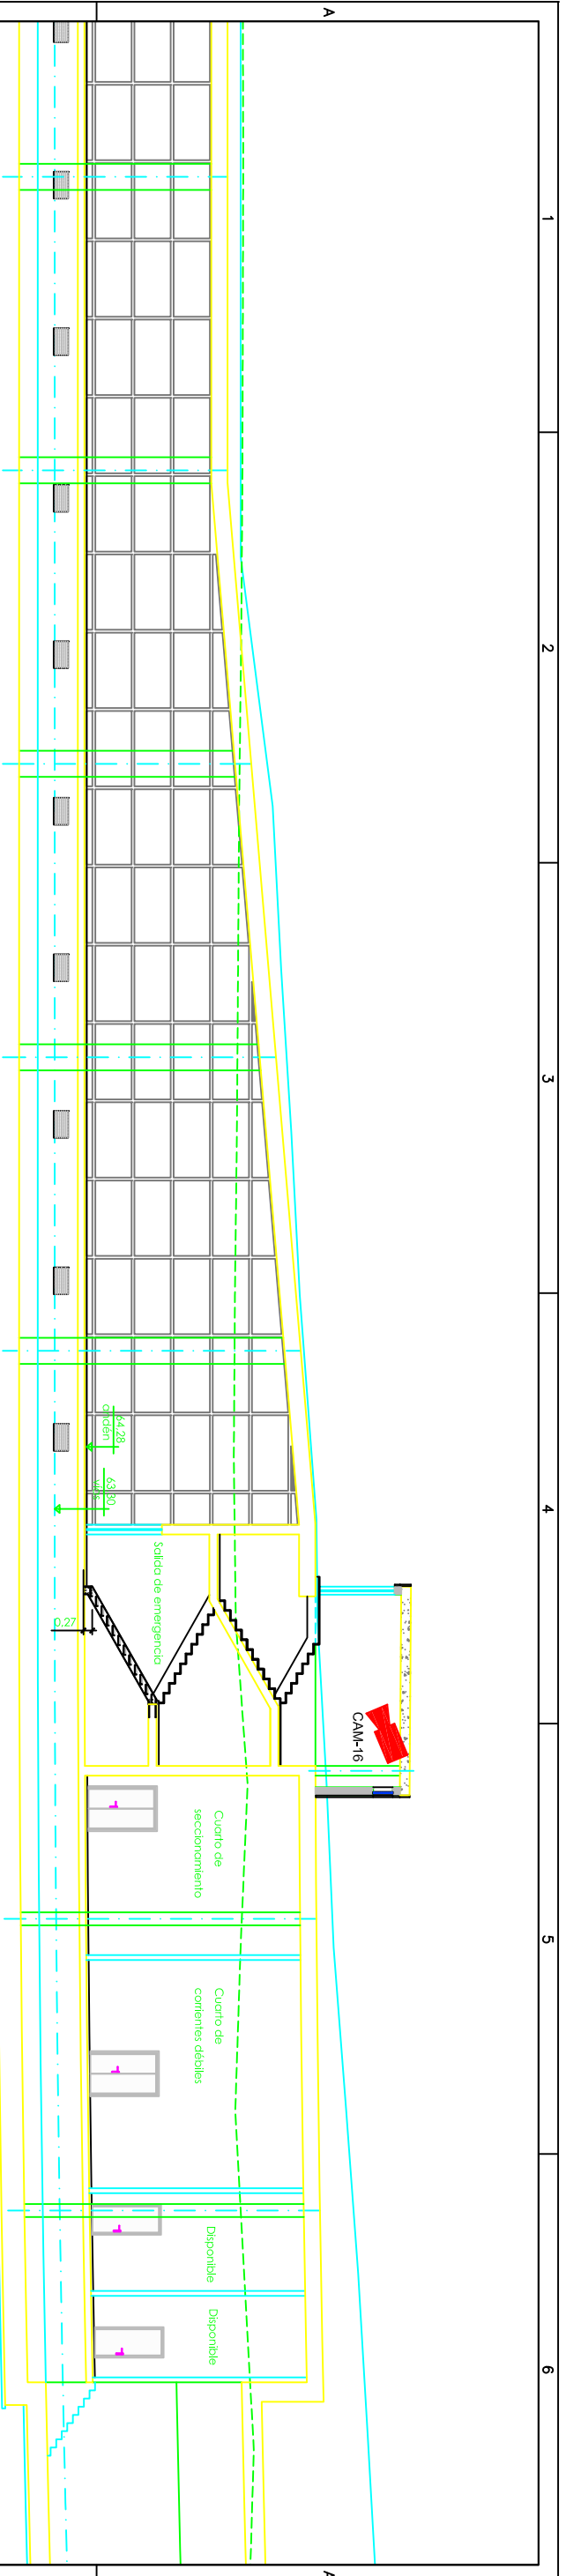 A
1
2
3
4
5
6
A
64.28
andén
63.30
vías
0.27
Salida de emergencia
CAM-16
Cuarto de
seccionamiento
Cuarto de
corrientes débiles
Disponible
Disponible